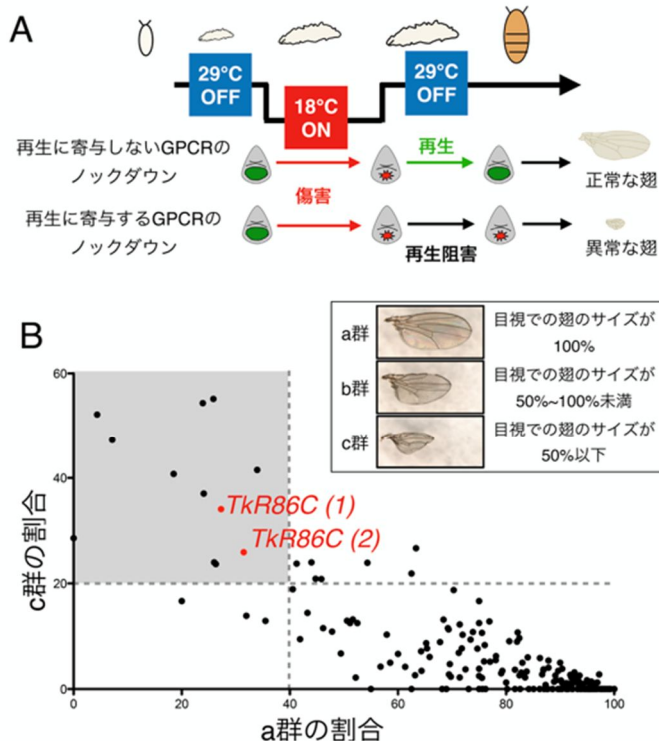 A
29°C
OFF
18°C
ON
29°C
OFF
再生に寄与しないGPCRの
ノックダウン
再生
正常な翅
傷害
再生に寄与するGPCRの
ノックダウン
再生阻害
異常な翅
B
a群
目視での翅のサイズが
100%
b群
目視での翅のサイズが
50%~100%未満
c群
目視での翅のサイズが
50%以下
60
40
20
0
c群の割合
TkR86C (1)
TkR86C (2)
0
20
40
60
80
100
a群の割合